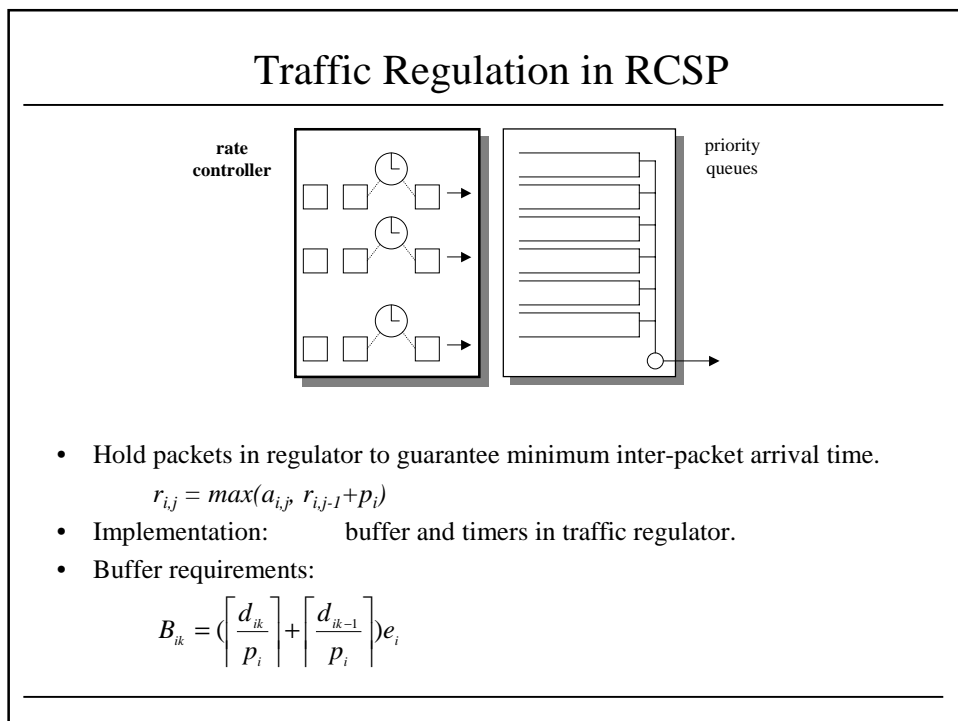 Traffic Regulation in RCSP
rate
controller
priority
queues
• Hold packets in regulator to guarantee minimum inter-packet arrival time.
r_{i,j} = max(a_{i,j}, r_{i,j-1}+p_i)
• Implementation: buffer and timers in traffic regulator.
• Buffer requirements:
B_{ik} = (⌈d_{ik}/p_i⌉ + ⌈d_{ik-1}/p_i⌉)e_i